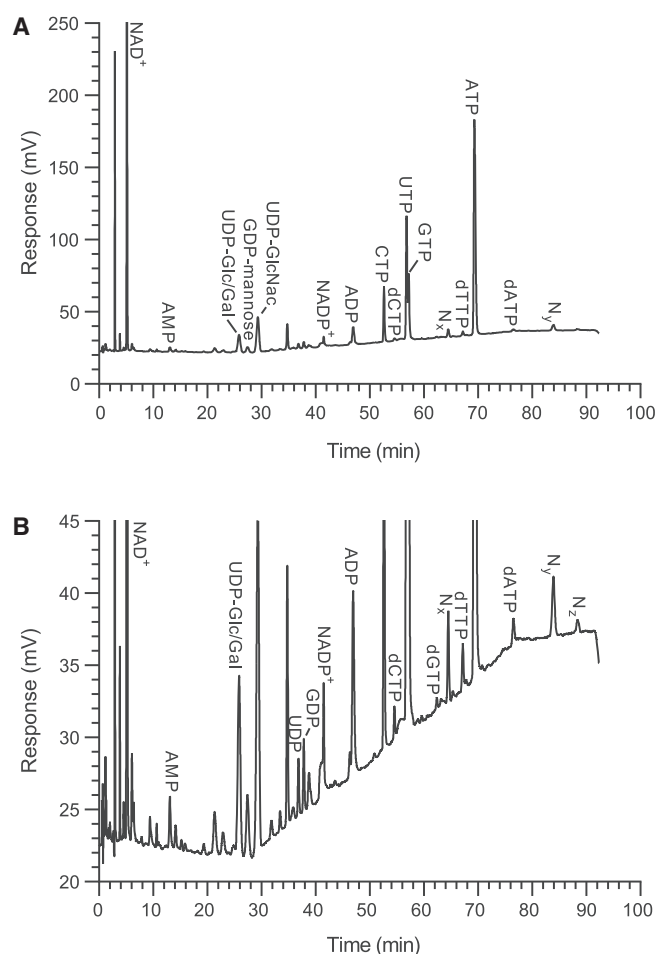 A
250
200
150
100
50
0
Response (mV)
NAD+
AMP
UDP-Glc/Gal
GDP-mannose
UDP-GlcNac
NADP+
ADP
CTP
dCTP
UTP
GTP
Nx
dTTP
ATP
dATP
Ny
0 10 20 30 40 50 60 70 80 90 100
Time (min)
B
45
40
35
30
25
20
Response (mV)
NAD+
AMP
UDP-Glc/Gal
UDP
GDP
NADP+
ADP
dCTP
dGTP
Nx
dTTP
dATP
Ny
Nz
0 10 20 30 40 50 60 70 80 90 100
Time (min)